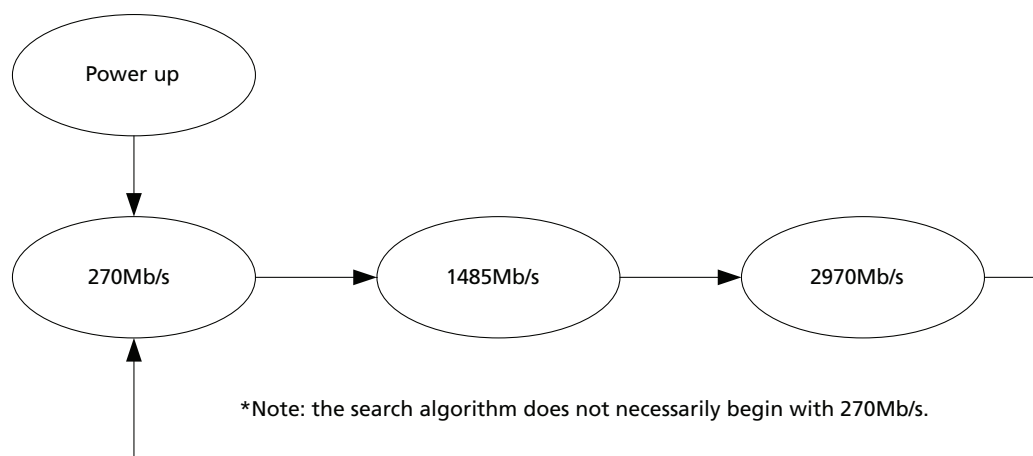 Power up
270Mb/s
1485Mb/s
2970Mb/s
*Note: the search algorithm does not necessarily begin with 270Mb/s.